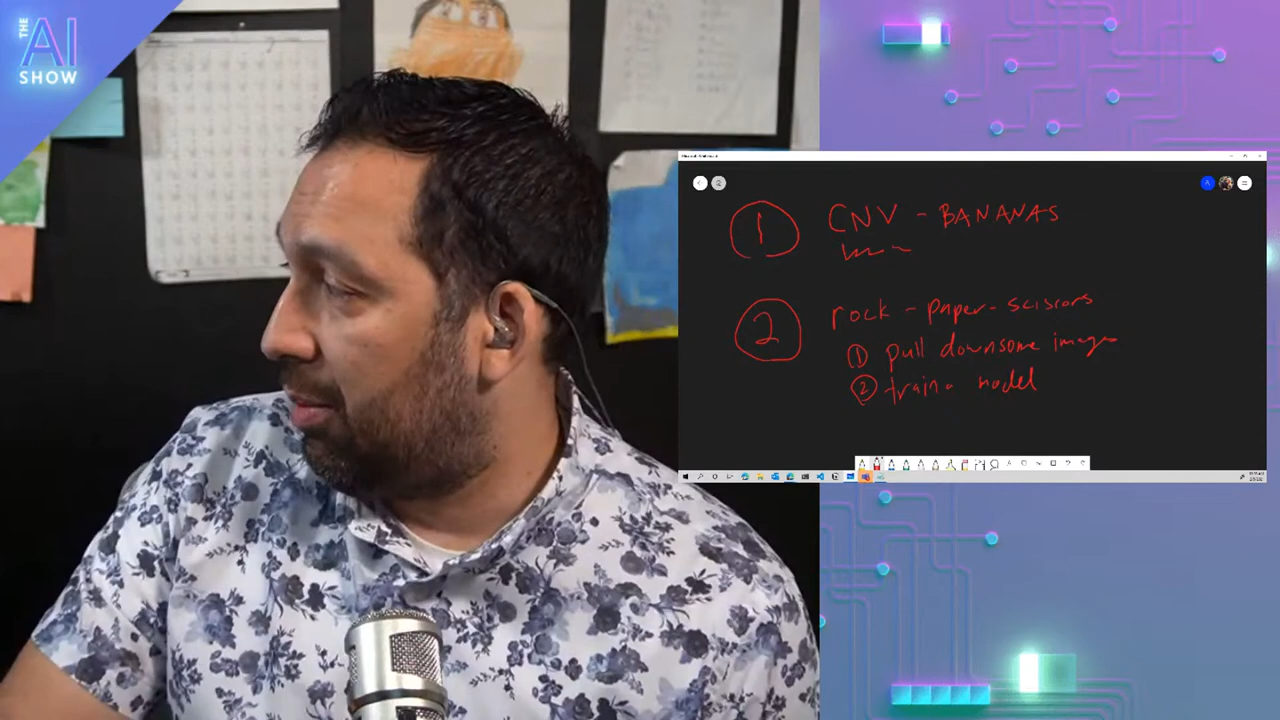 THE
AI
SHOW
1 CNV - BANANAS
2 rock - paper - scissors
1 pull down some images
2 train a model